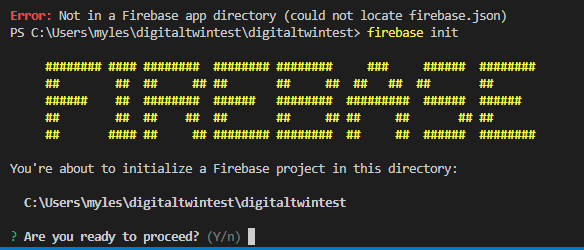 Error: Not in a Firebase app directory (could not locate firebase.json)
PS C:\Users\myles\digitaltwintest\digitaltwintest> firebase init
FIREBASE
You're about to initialize a Firebase project in this directory:
C:\Users\myles\digitaltwintest\digitaltwintest
? Are you ready to proceed? (Y/n)